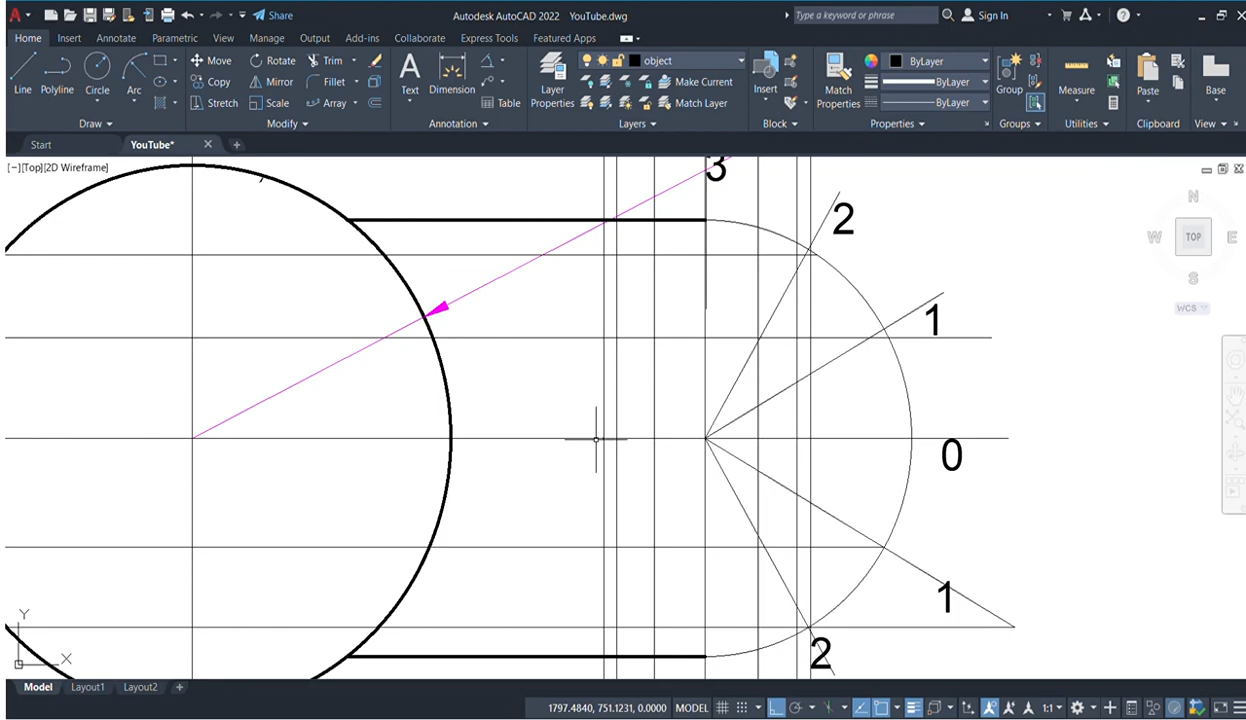 Share
Autodesk AutoCAD 2022 YouTube.dwg
Type a keyword or phrase
Sign In
Home Insert Annotate Parametric View Manage Output Add-ins Collaborate Express Tools Featured Apps
Line Polyline Circle Arc
Move Rotate Trim
Copy Mirror Fillet
Stretch Scale Array
Text Dimension Table
Layer Properties
object
Make Current
Match Layer
Insert
Match Properties
ByLayer
ByLayer
ByLayer
Group Measure Paste Base
Draw Modify Annotation Layers Block Properties Groups Utilities Clipboard View
Start YouTube*
[−][Top][2D Wireframe]
3
2
1
0
1
2
N
W TOP E
S
WCS
Y
X
Model Layout1 Layout2
1797.4840, 751.1231, 0.0000 MODEL 1:1